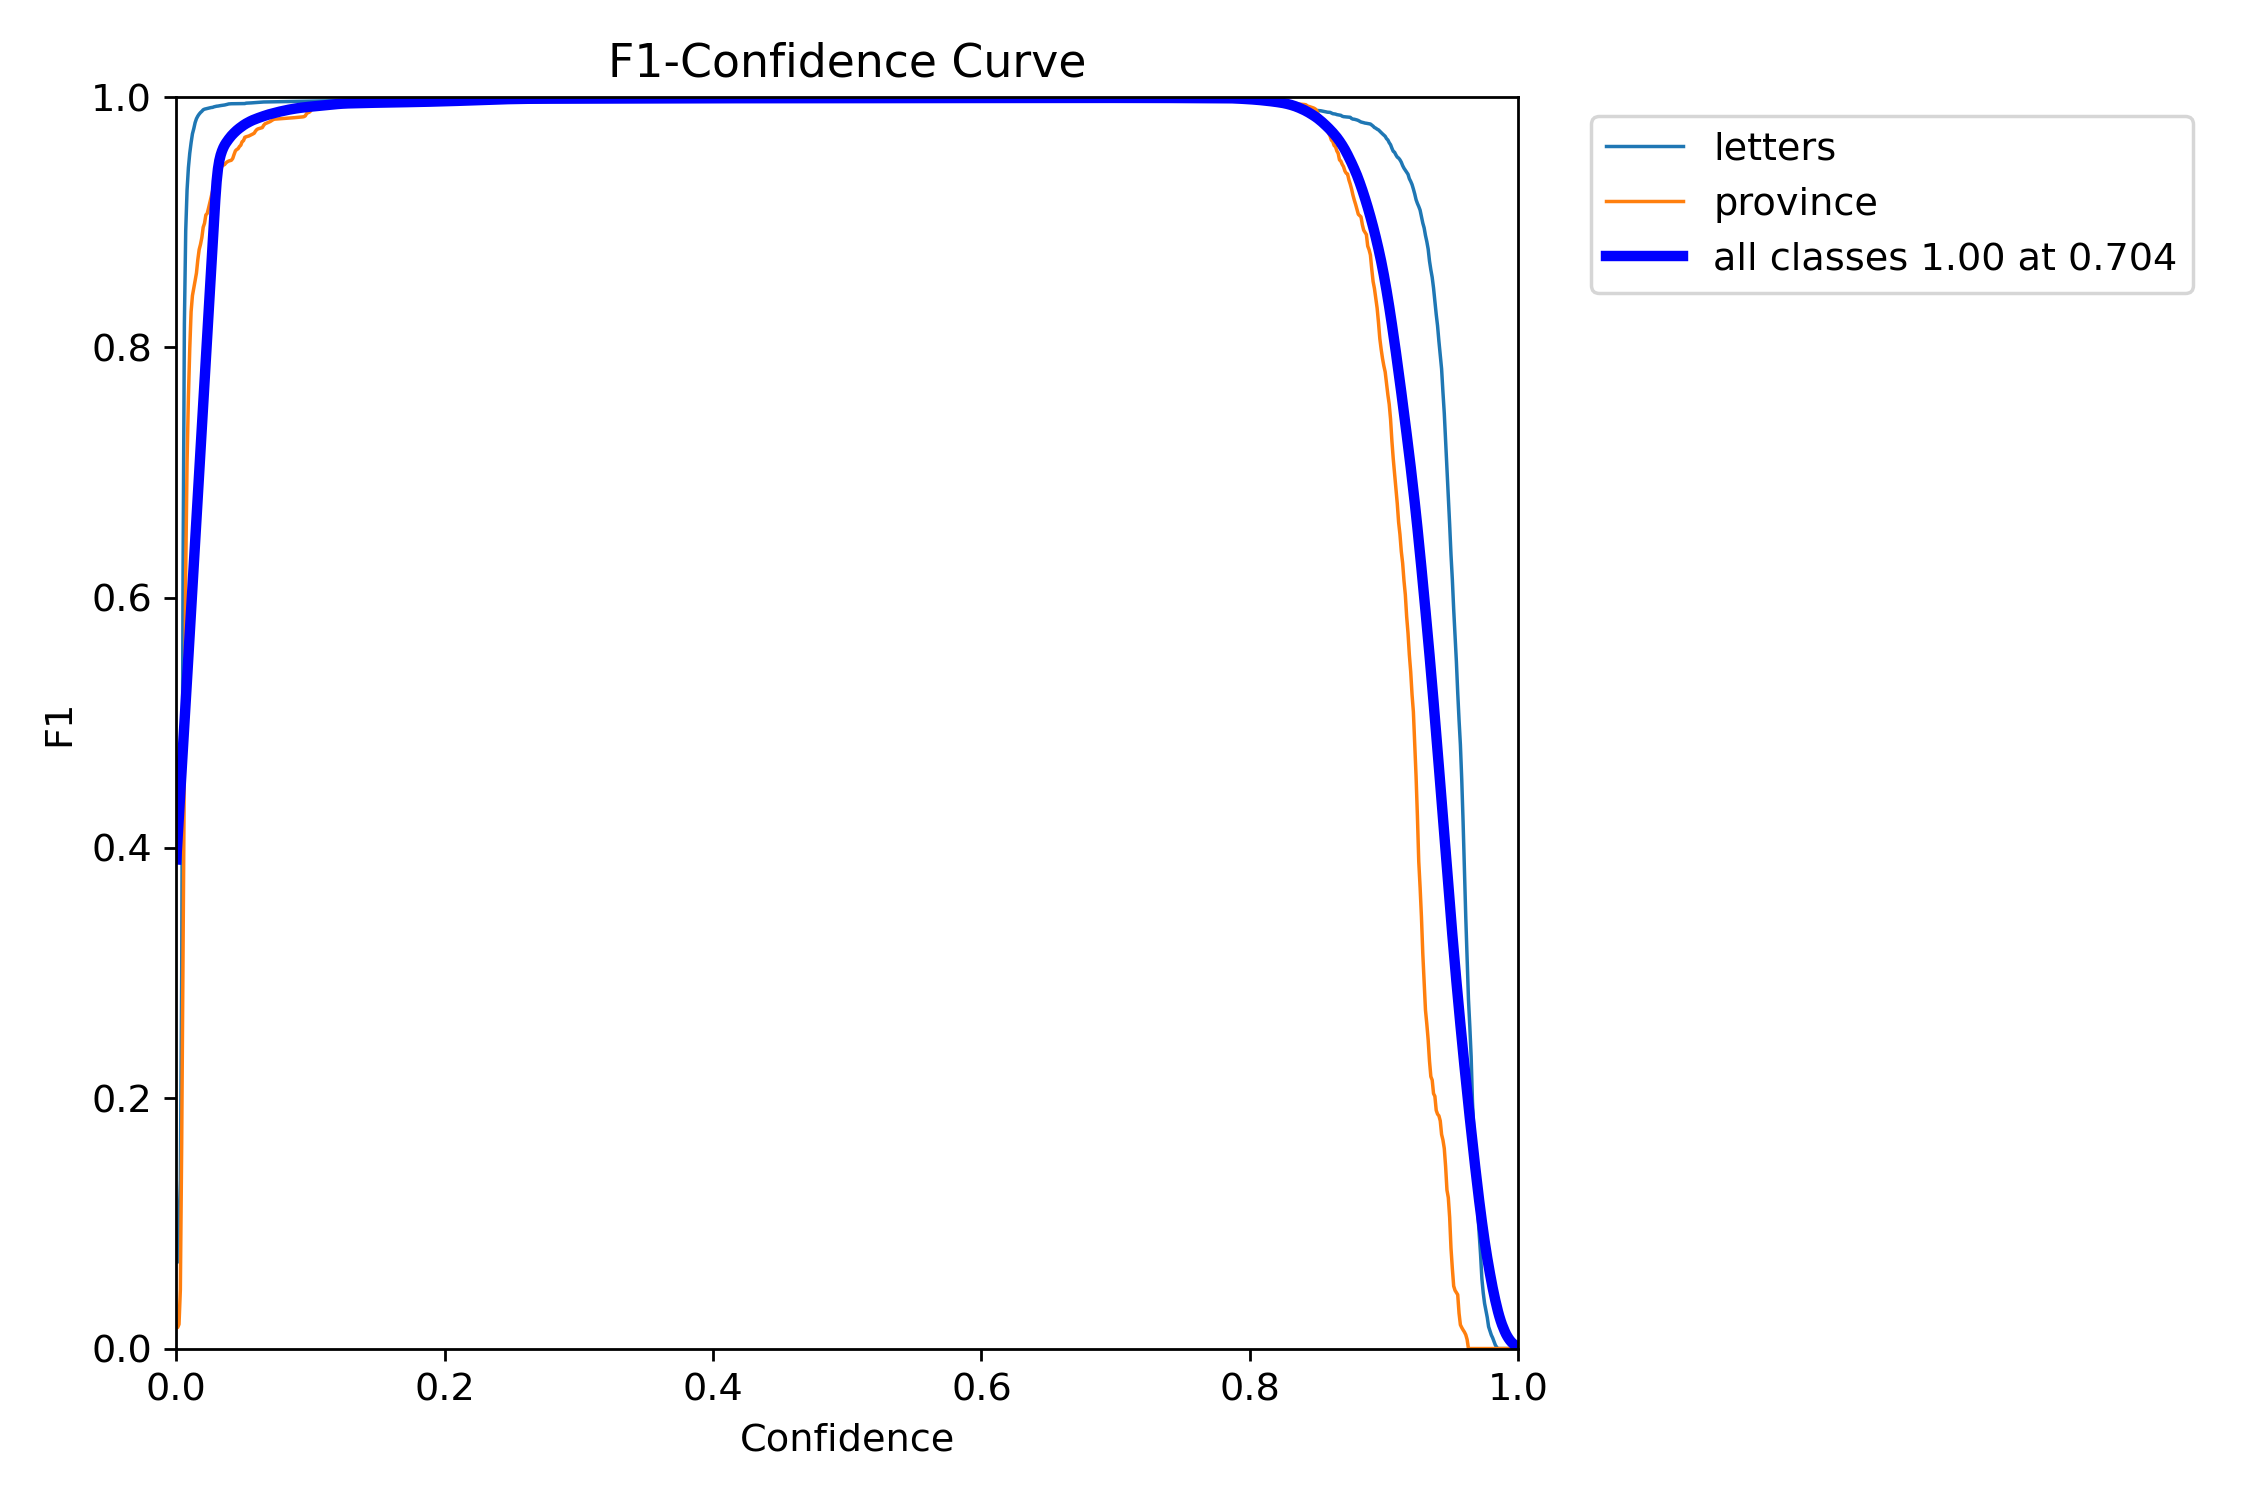 F1-Confidence Curve
1.0
0.8
0.6
0.4
0.2
0.0
F1
0.0 0.2 0.4 0.6 0.8 1.0
Confidence
letters
province
all classes 1.00 at 0.704